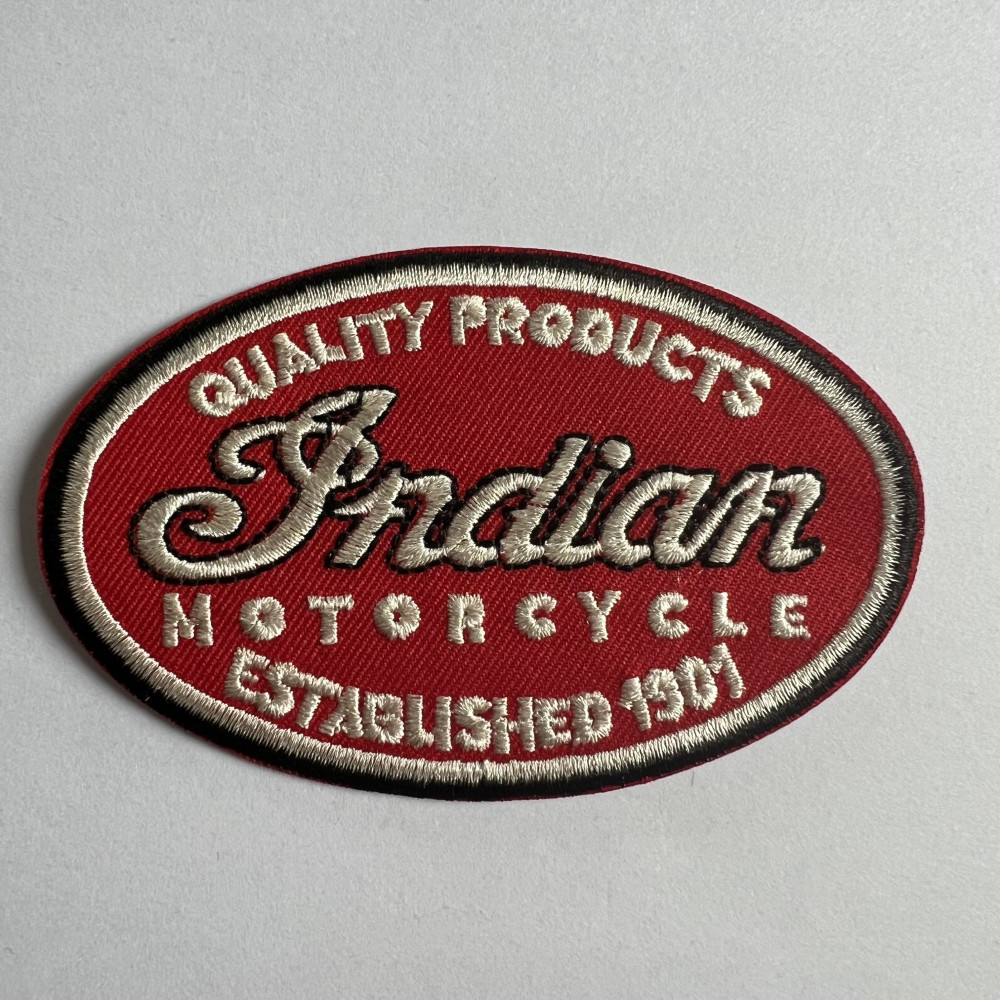 QUALITY PRODUCTS
Indian
MOTORCYCLE
ESTABLISHED 1901